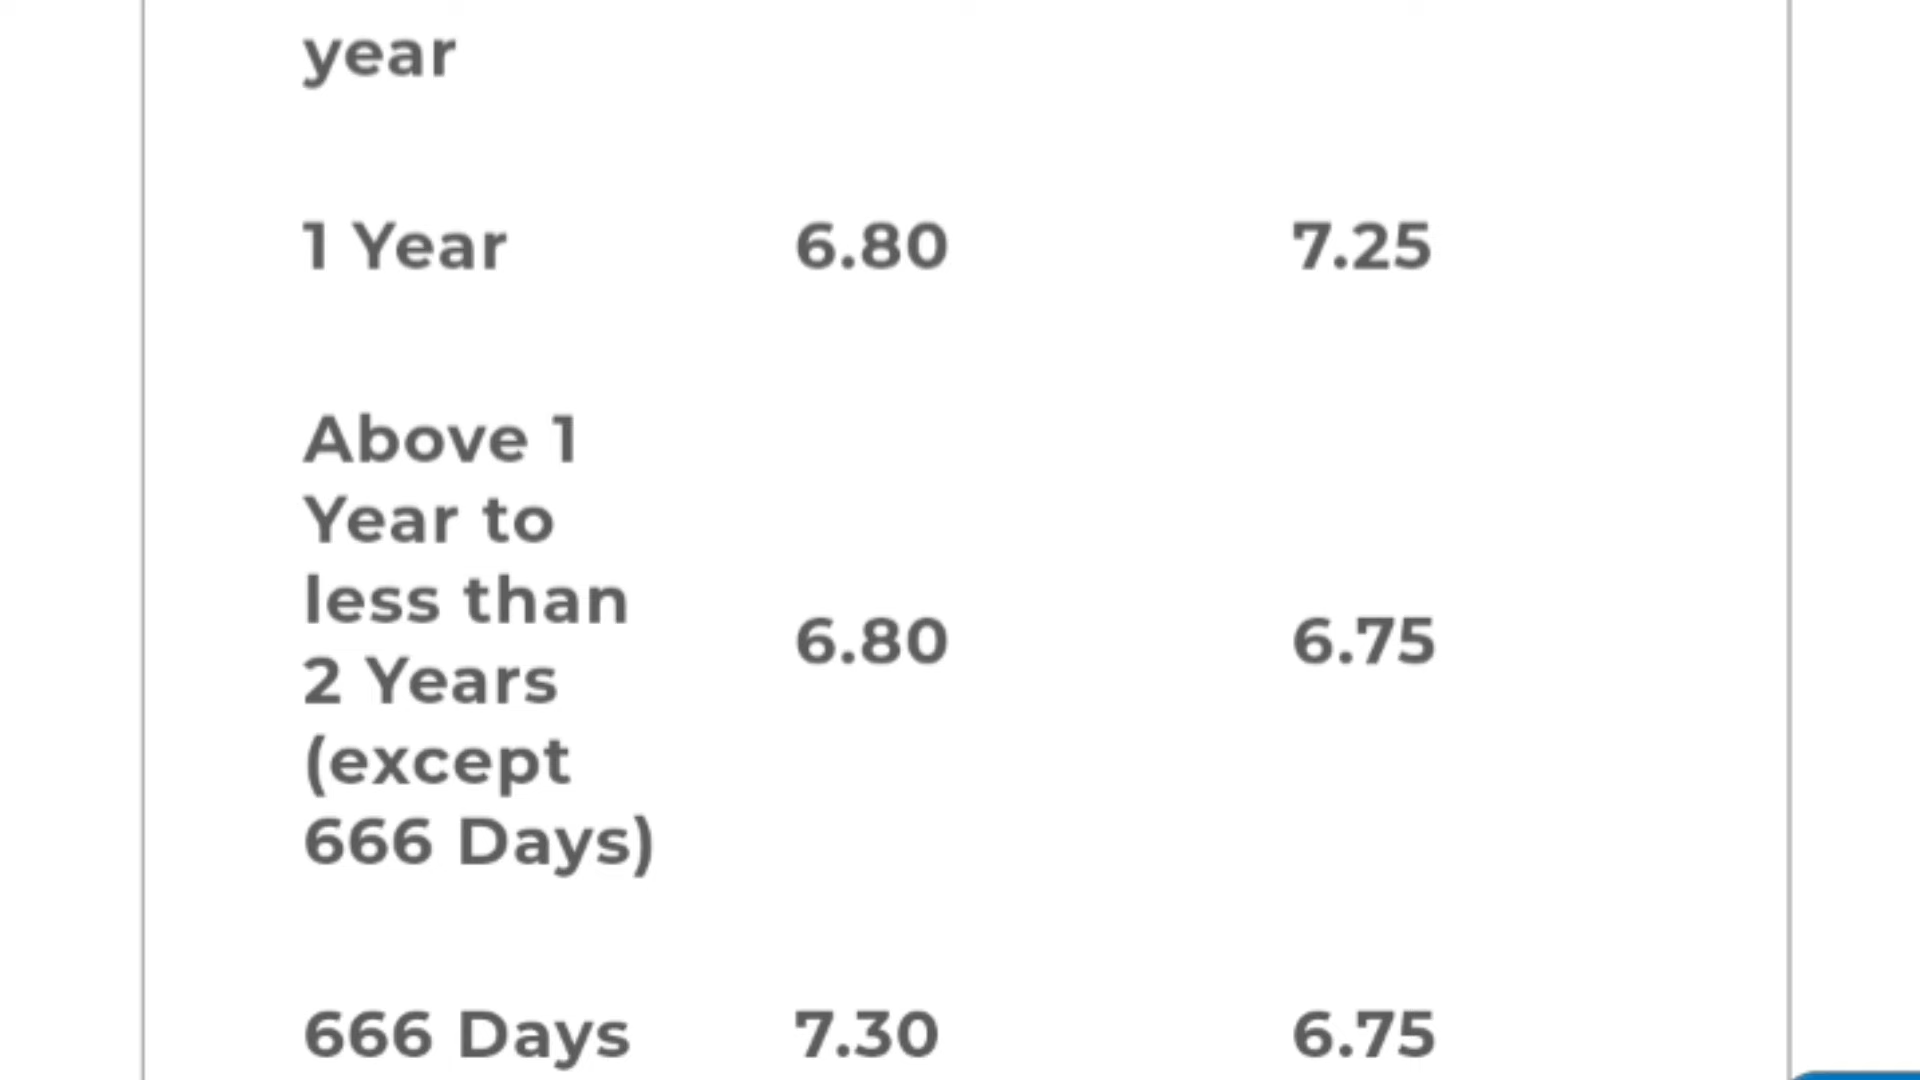 year
1 Year 6.80 7.25
Above 1
Year to
less than
2 Years
(except
666 Days) 6.80 6.75
666 Days 7.30 6.75